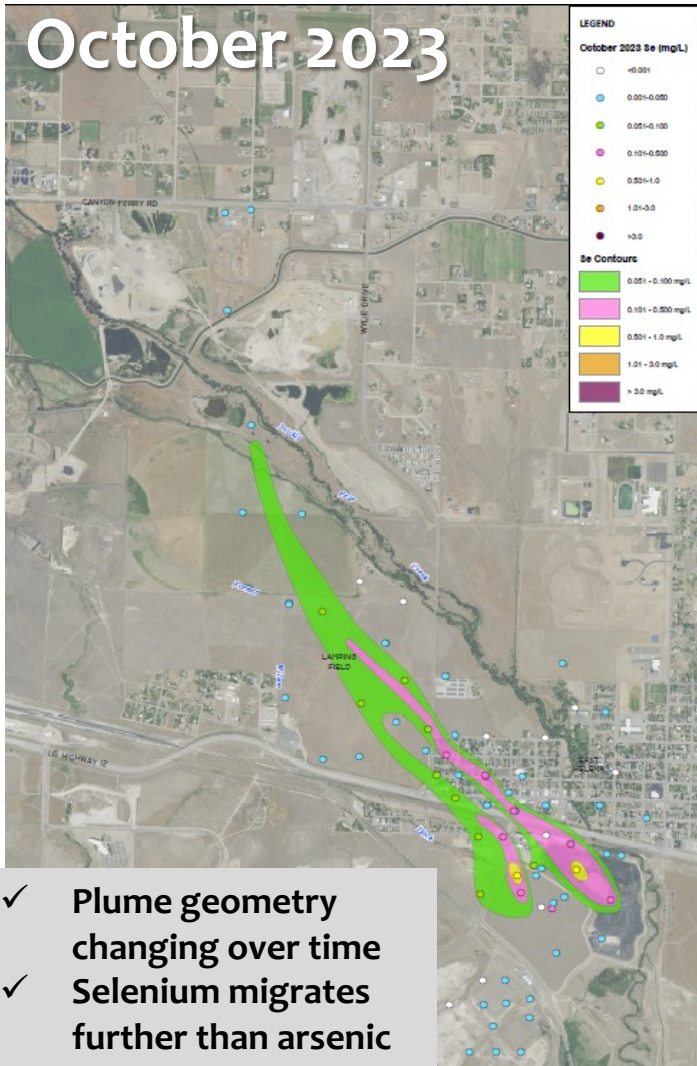 October 2023
LEGEND
October 2023 Se (mg/L)
<0.001
0.001-0.050
0.051-0.100
0.101-0.500
0.501-1.0
1.01-3.0
>3.0
Se Contours
0.051 - 0.100 mg/L
0.101 - 0.500 mg/L
0.501 - 1.0 mg/L
1.01 - 3.0 mg/L
> 3.0 mg/L
CANYON FERRY RD
WYLIE DRIVE
Prickly
Pear
Creek
LAMPING
FIELD
EAST
HELENA
HIGHWAY 12
✓ Plume geometry
changing over time
✓ Selenium migrates
further than arsenic